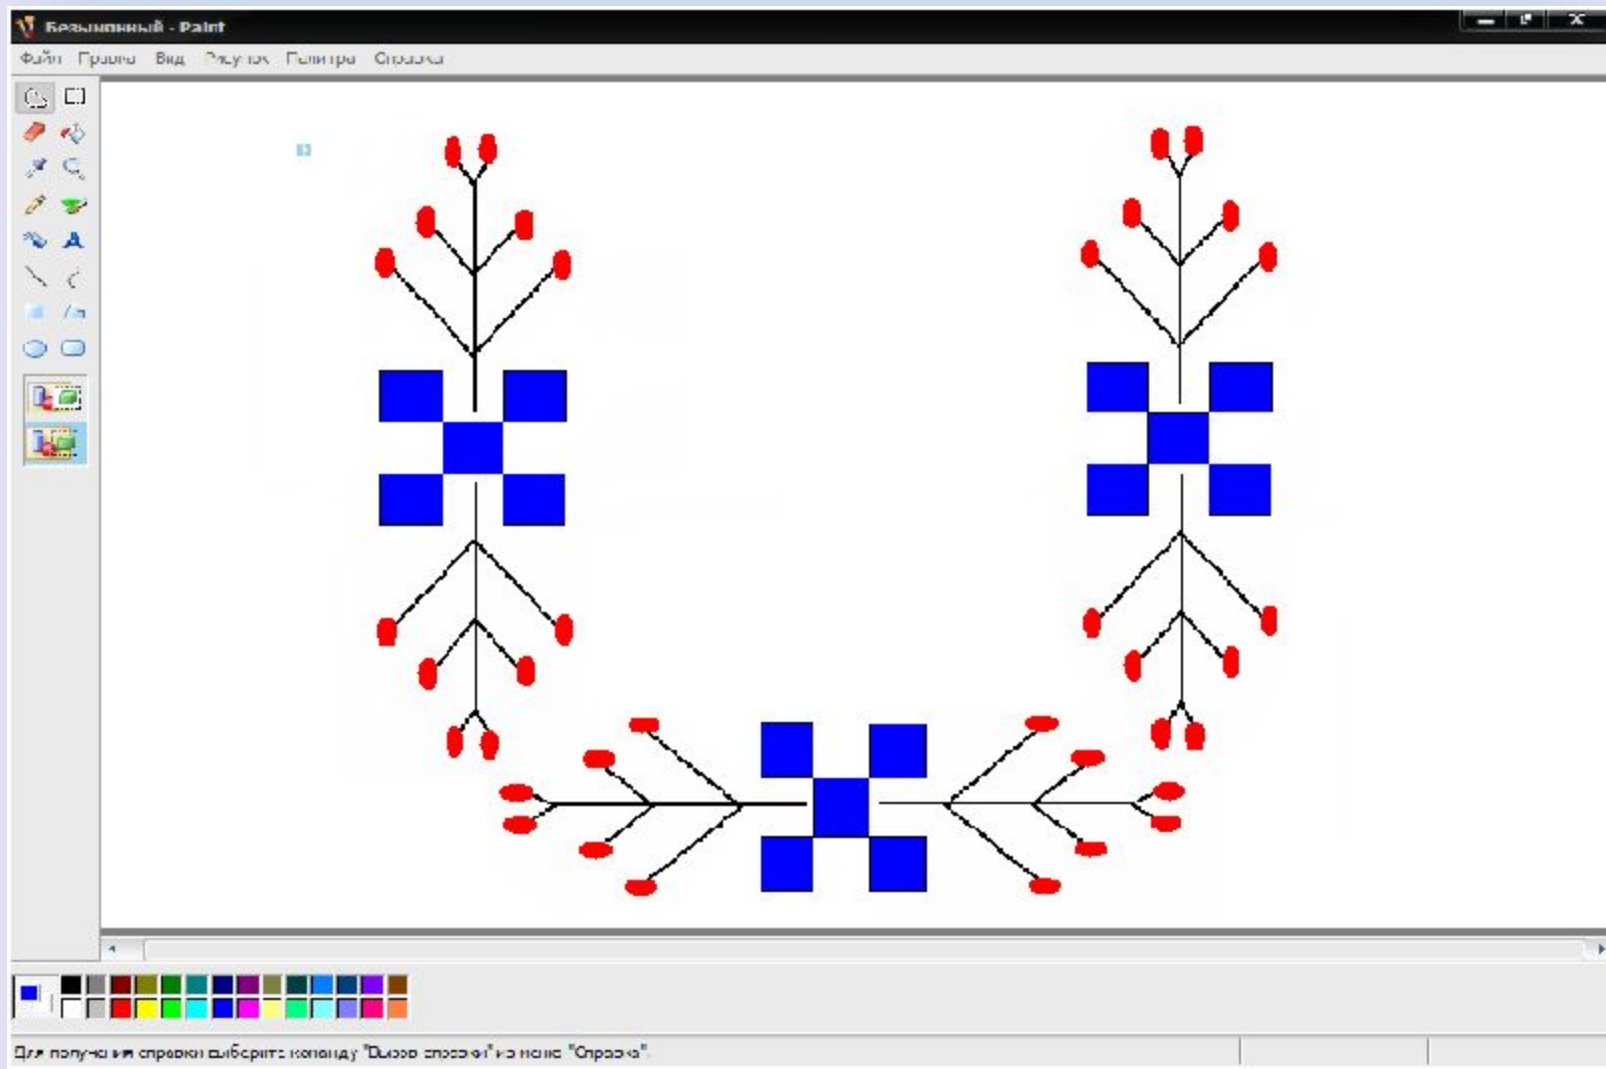 Безымянный - Paint
Файл Правка Вид Рисунок Палитра Справка
Для получения справки выберите команду "Вызов справки" из меню "Справка".